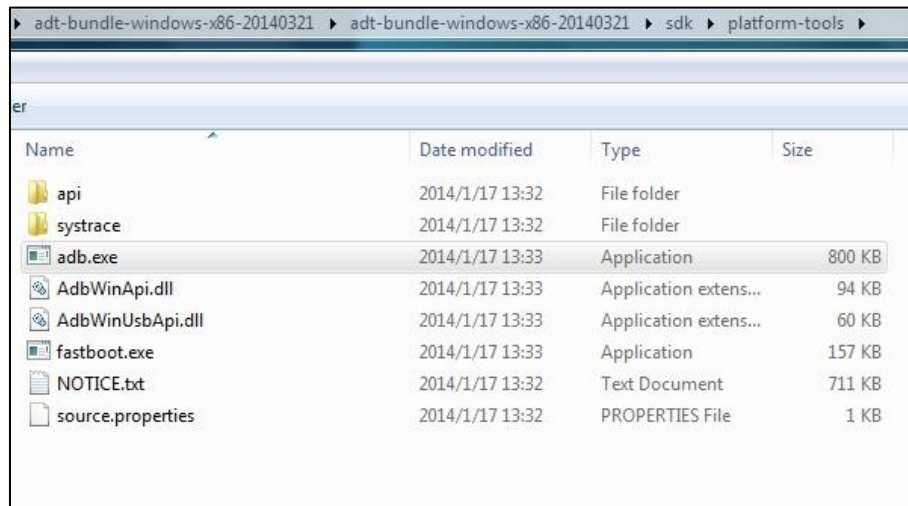 adt-bundle-windows-x86-20140321 adt-bundle-windows-x86-20140321 sdk platform-tools
er
Name Date modified Type Size
api 2014/1/17 13:32 File folder
systrace 2014/1/17 13:32 File folder
adb.exe 2014/1/17 13:33 Application 800 KB
AdbWinApi.dll 2014/1/17 13:33 Application extens... 94 KB
AdbWinUsbApi.dll 2014/1/17 13:33 Application extens... 60 KB
fastboot.exe 2014/1/17 13:33 Application 157 KB
NOTICE.txt 2014/1/17 13:32 Text Document 711 KB
source.properties 2014/1/17 13:32 PROPERTIES File 1 KB